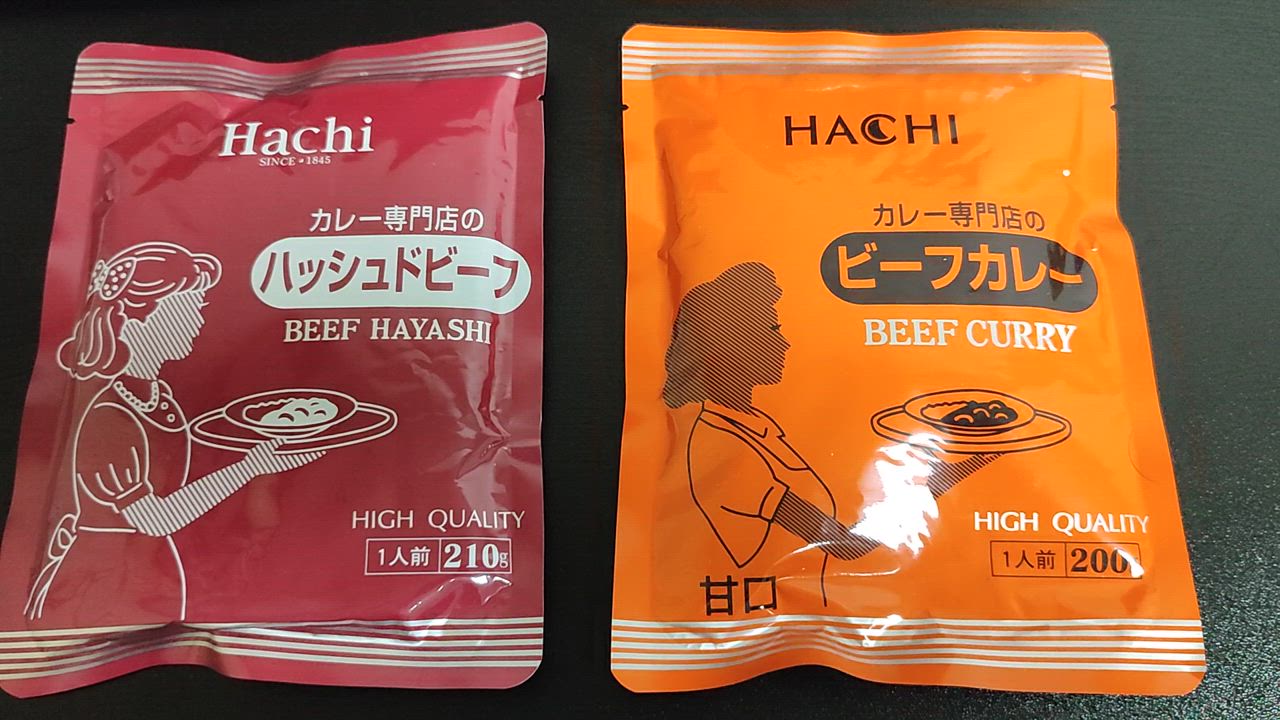 Hachi
SINCE 1845
カレー専門店の
ハッシュドビーフ
BEEF HAYASHI
HIGH QUALITY
1人前 210g
HACHI
カレー専門店の
ビーフカレー
BEEF CURRY
HIGH QUALITY
1人前 200g
甘口